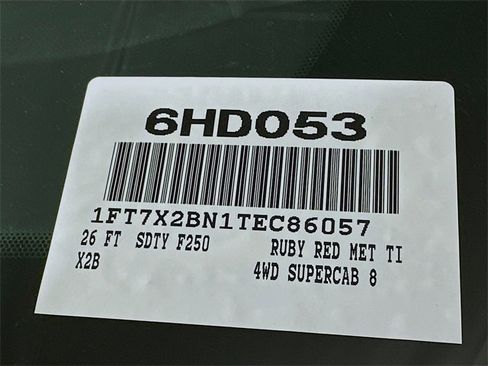 6HD053
1FT7X2BN1TEC86057
26 FT SDTY F250 RUBY RED MET TI
X2B 4WD SUPERCAB 8